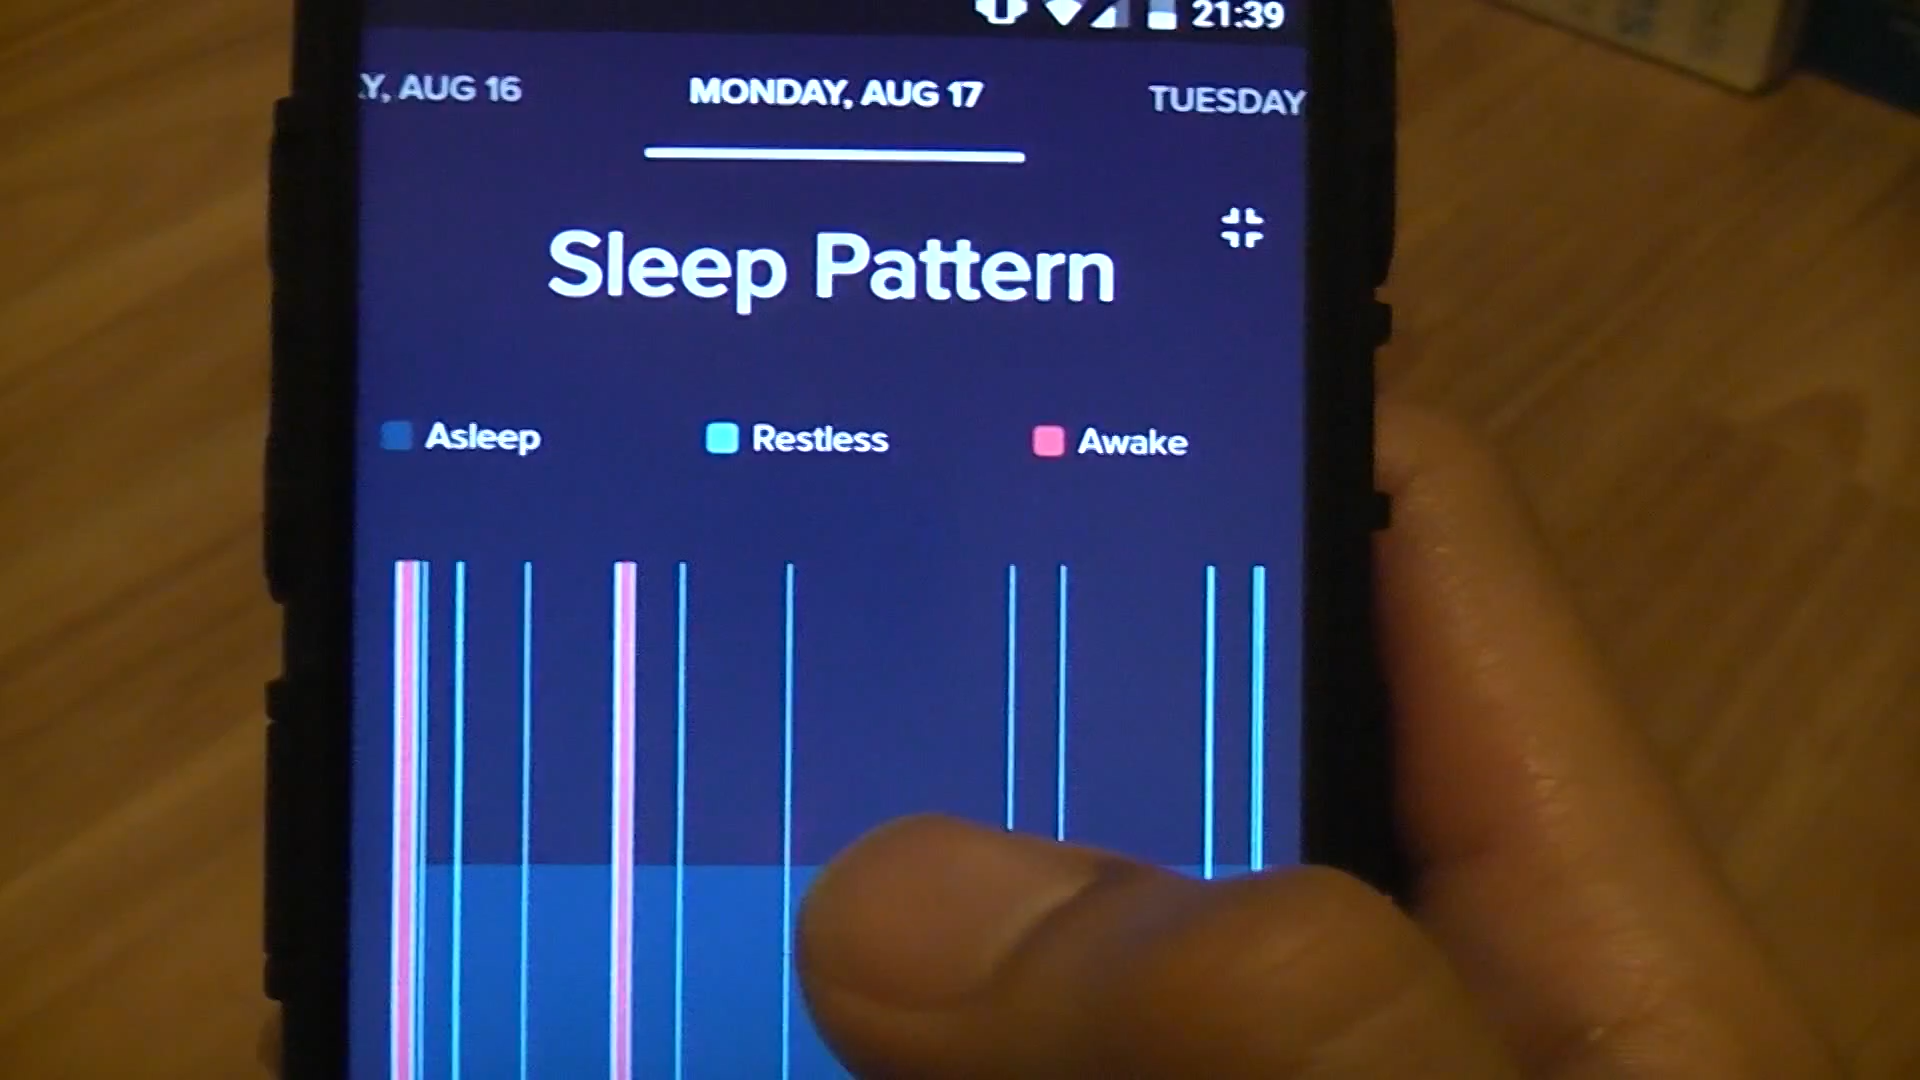 21:39
Y, AUG 16 MONDAY, AUG 17 TUESDAY
Sleep Pattern
Asleep Restless Awake